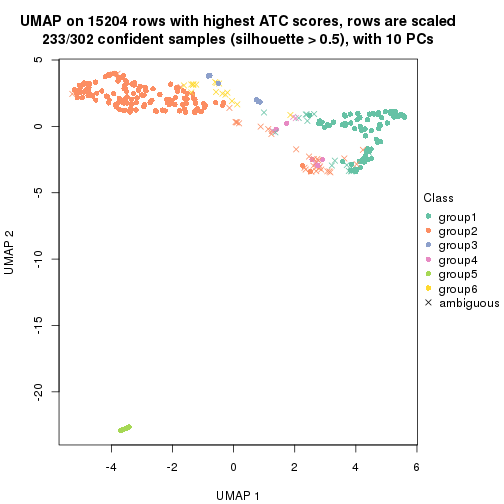 UMAP on 15204 rows with highest ATC scores, rows are scaled
233/302 confident samples (silhouette > 0.5), with 10 PCs
5
0
-5
-10
-15
-20
UMAP 2
-4
-2
0
2
4
6
UMAP 1
Class
group1
group2
group3
group4
group5
group6
ambiguous